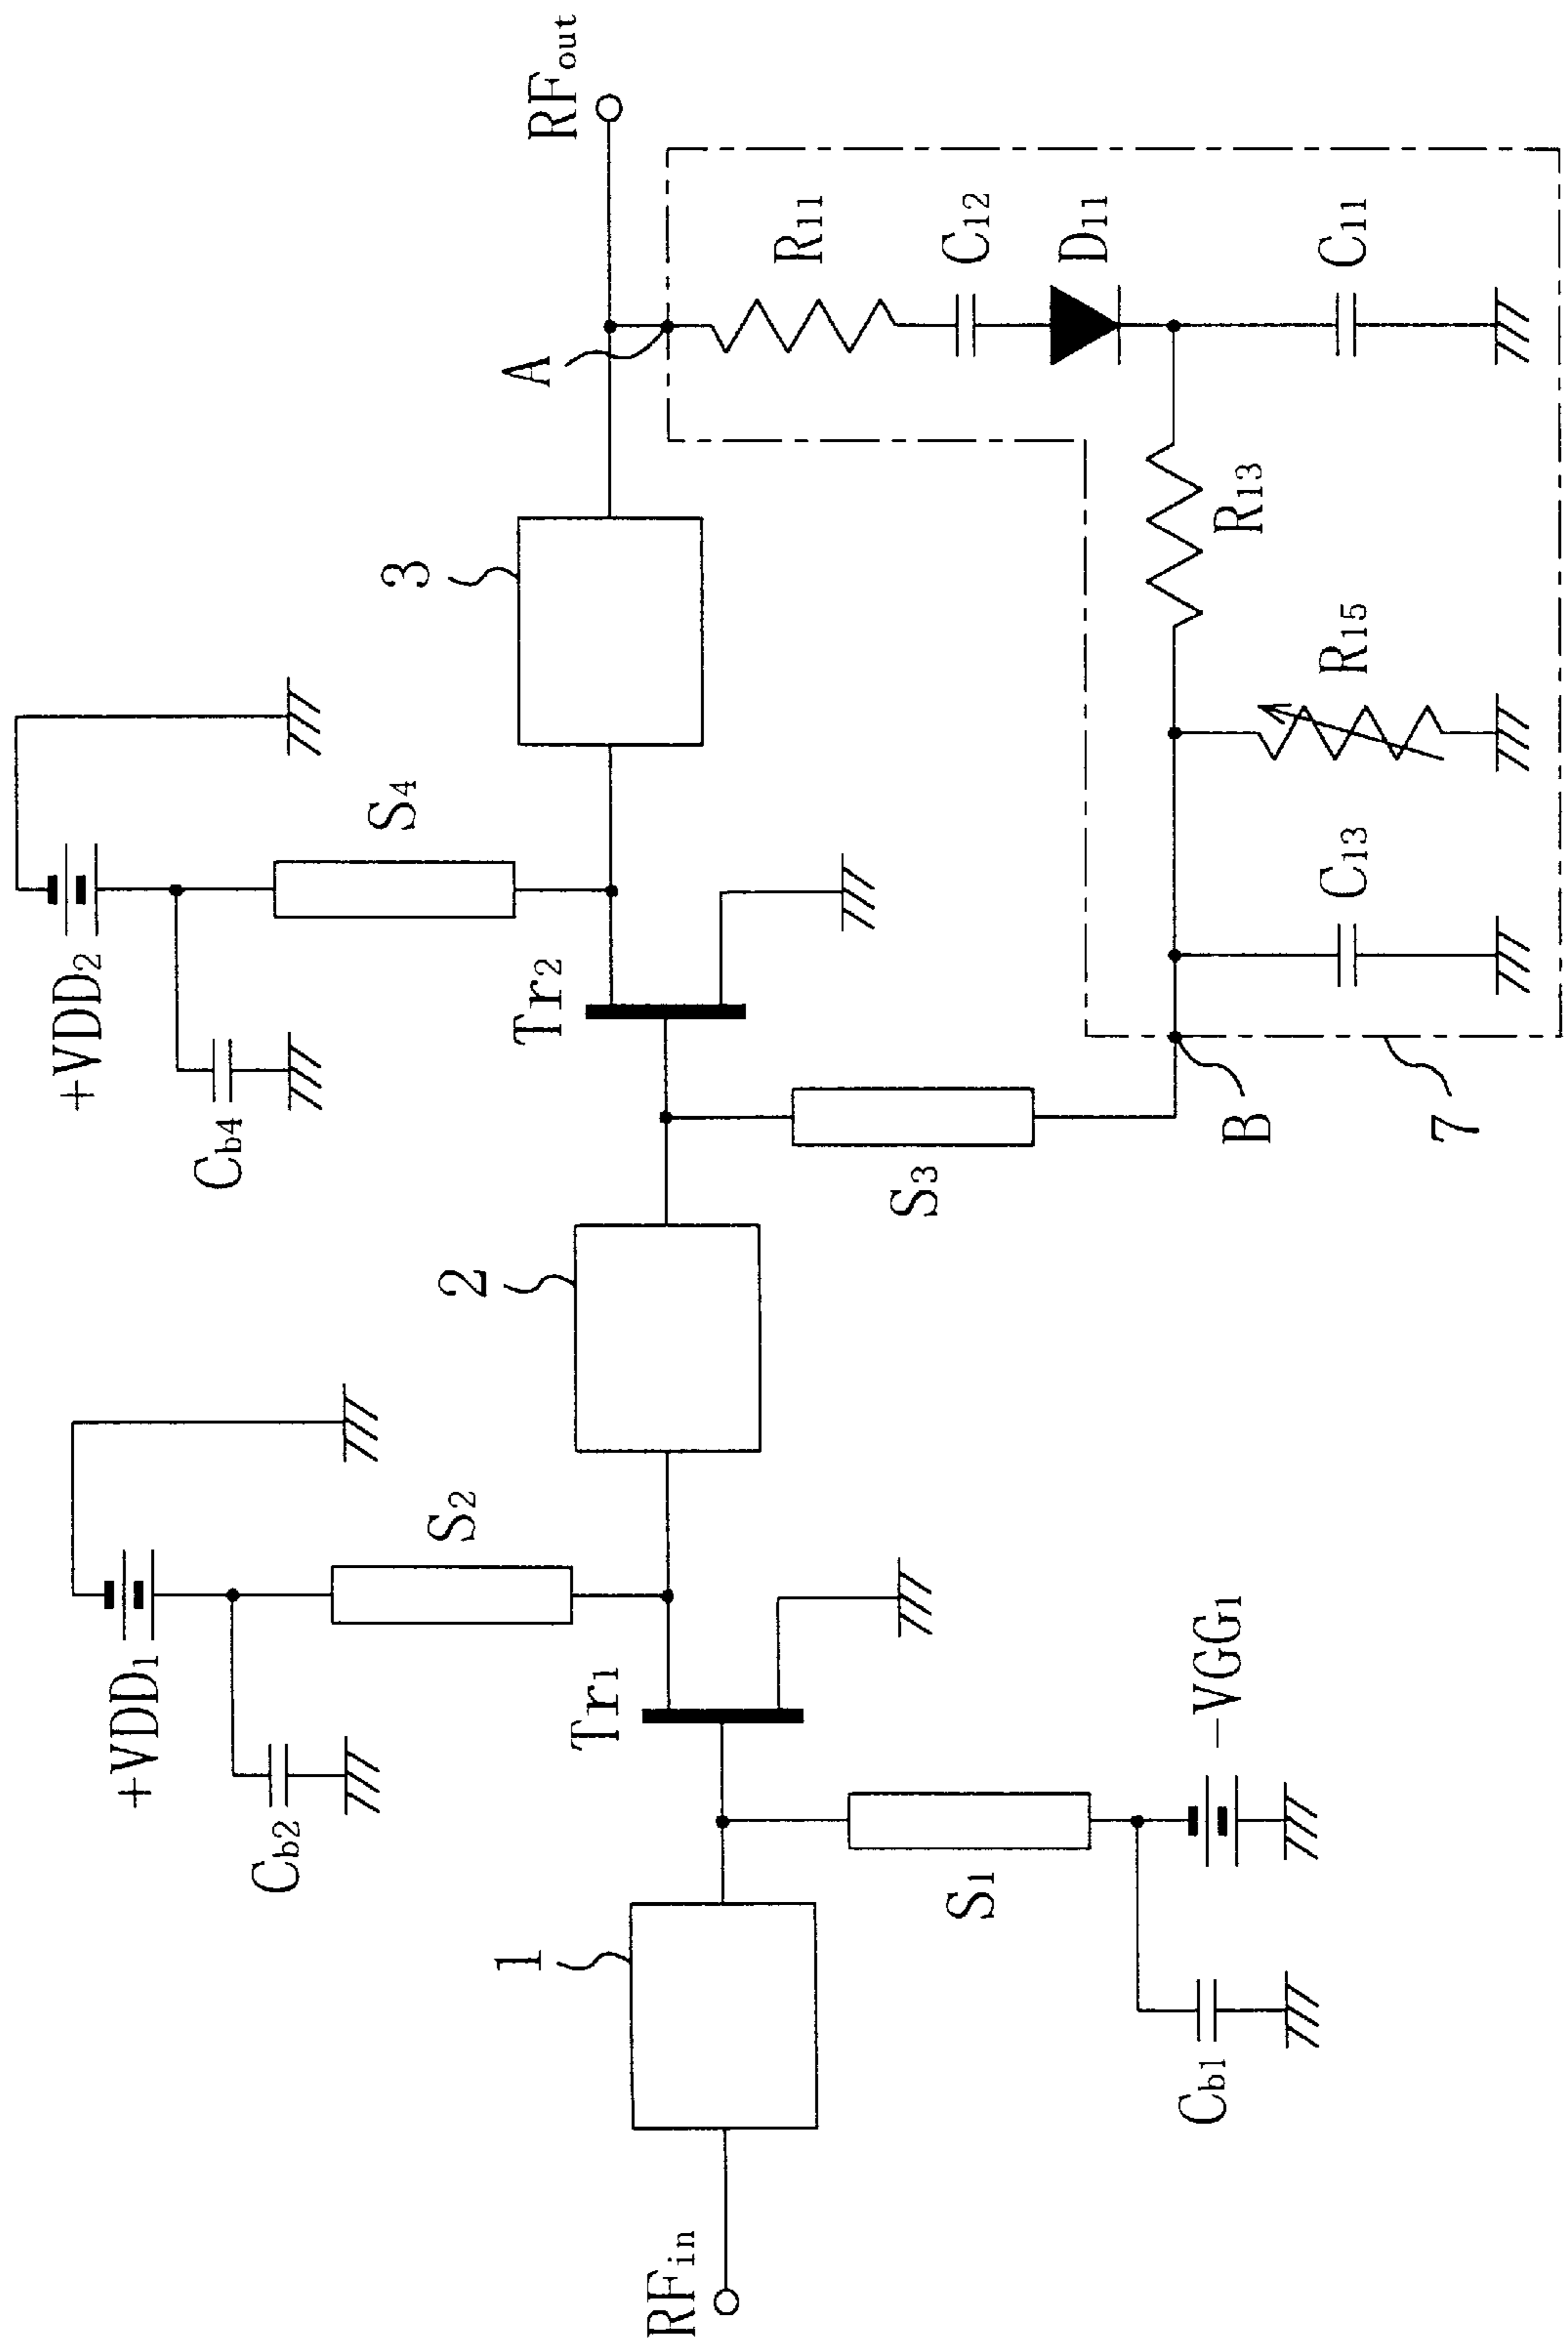 RFin
1
Cb1
S1
-VGG1
Tr1
Cb2
+VDD1
S2
2
S3
B
7
Tr2
Cb4
+VDD2
S4
C13
R15
3
R13
A
R11
C12
D11
C11
RFout